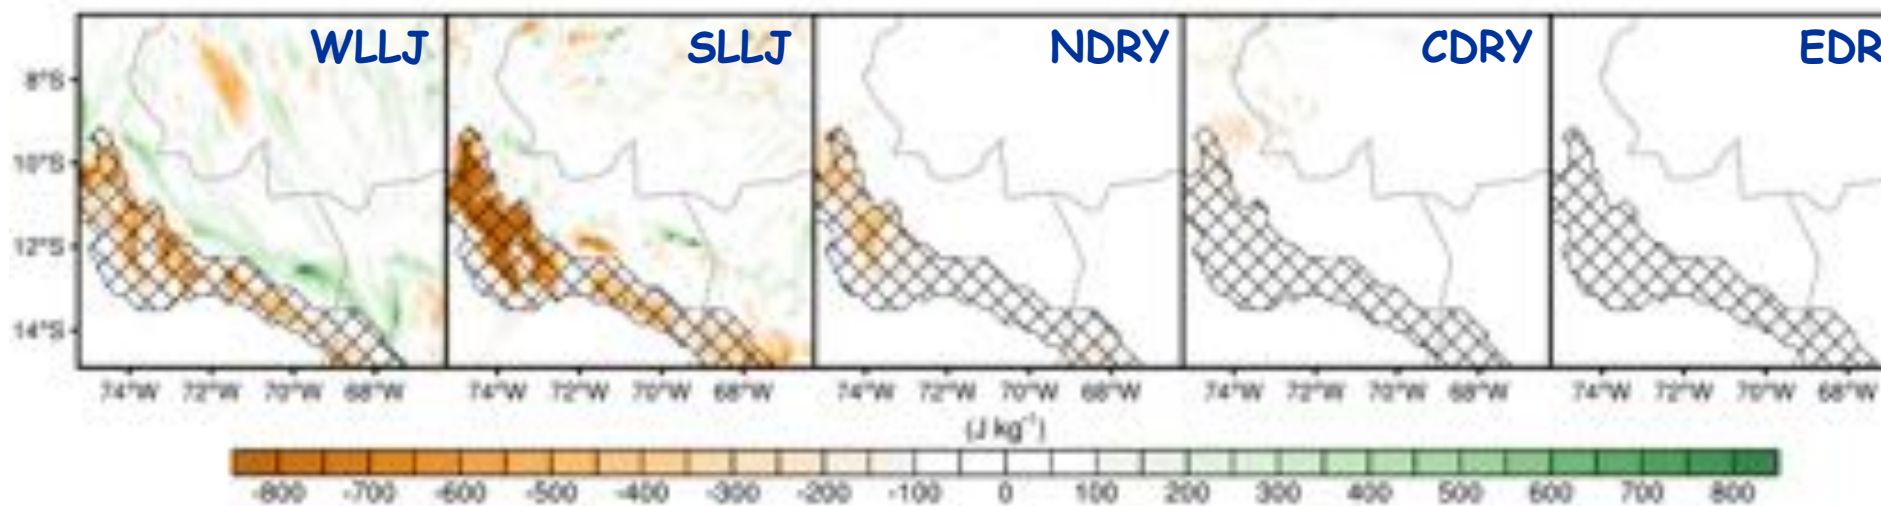 WLLJ SLLJ NDRY CDRY EDR
8°S
10°S
12°S
14°S
74°W 72°W 70°W 68°W 74°W 72°W 70°W 68°W 74°W 72°W 70°W 68°W 74°W 72°W 70°W 68°W 74°W 72°W 70°W 68°W
(J kg⁻¹)
-800 -700 -600 -500 -400 -300 -200 -100 0 100 200 300 400 500 600 700 800